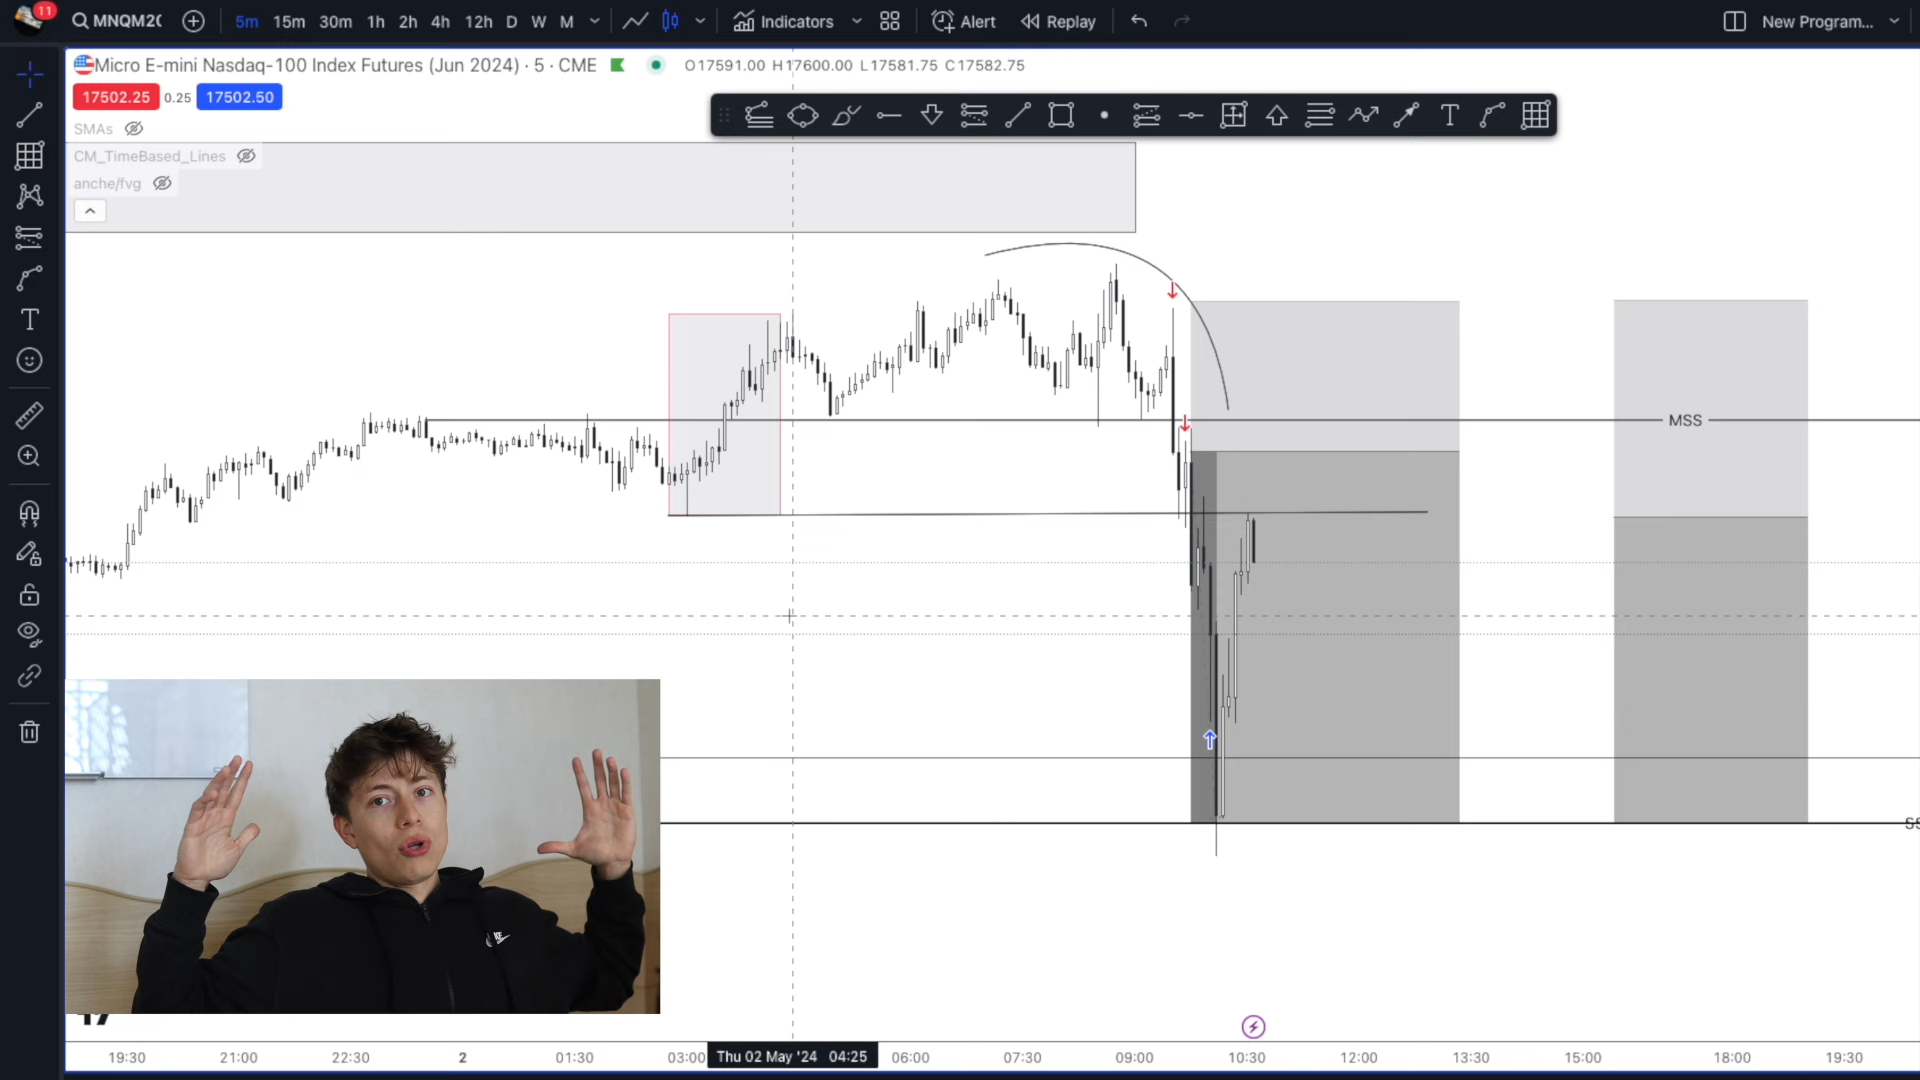 11
MNQM20
5m 15m 30m 1h 2h 4h 12h D W M
Indicators
Alert
Replay
New Program...
Micro E-mini Nasdaq-100 Index Futures (Jun 2024) · 5 · CME
O17591.00 H17600.00 L17581.75 C17582.75
17502.25 0.25 17502.50
SMAs
CM_TimeBased_Lines
anche/fvg
T
T
MSS
19:30 21:00 22:30 2 01:30 03:00 Thu 02 May '24 04:25 06:00 07:30 09:00 10:30 12:00 13:30 15:00 18:00 19:30